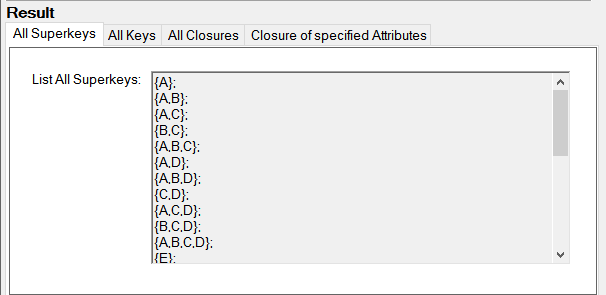 Result
All Superkeys All Keys All Closures Closure of specified Attributes
List All Superkeys: {A};
{A,B};
{A,C};
{B,C};
{A,B,C};
{A,D};
{A,B,D};
{C,D};
{A,C,D};
{B,C,D};
{A,B,C,D};
{E};